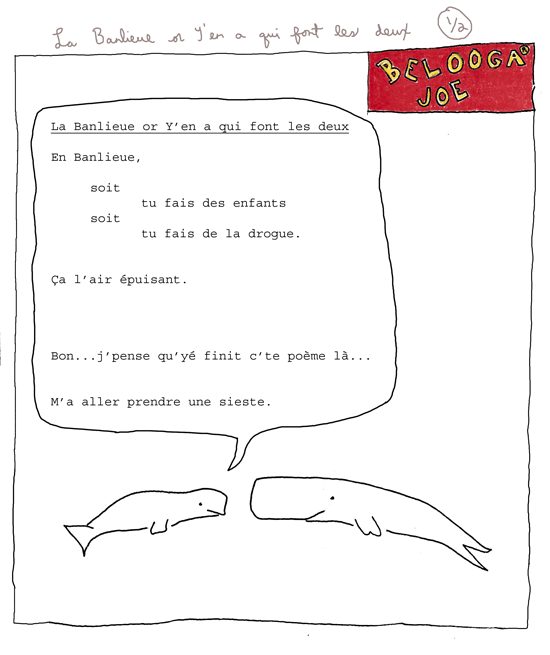 La Banlieue or Y'en a qui font les deux 1/2
BELOOGA®
JOE
La Banlieue or Y'en a qui font les deux
En Banlieue,
soit
tu fais des enfants
soit
tu fais de la drogue.
Ça l'air épuisant.
Bon...j'pense qu'yé finit c'te poème là...
M'a aller prendre une sieste.